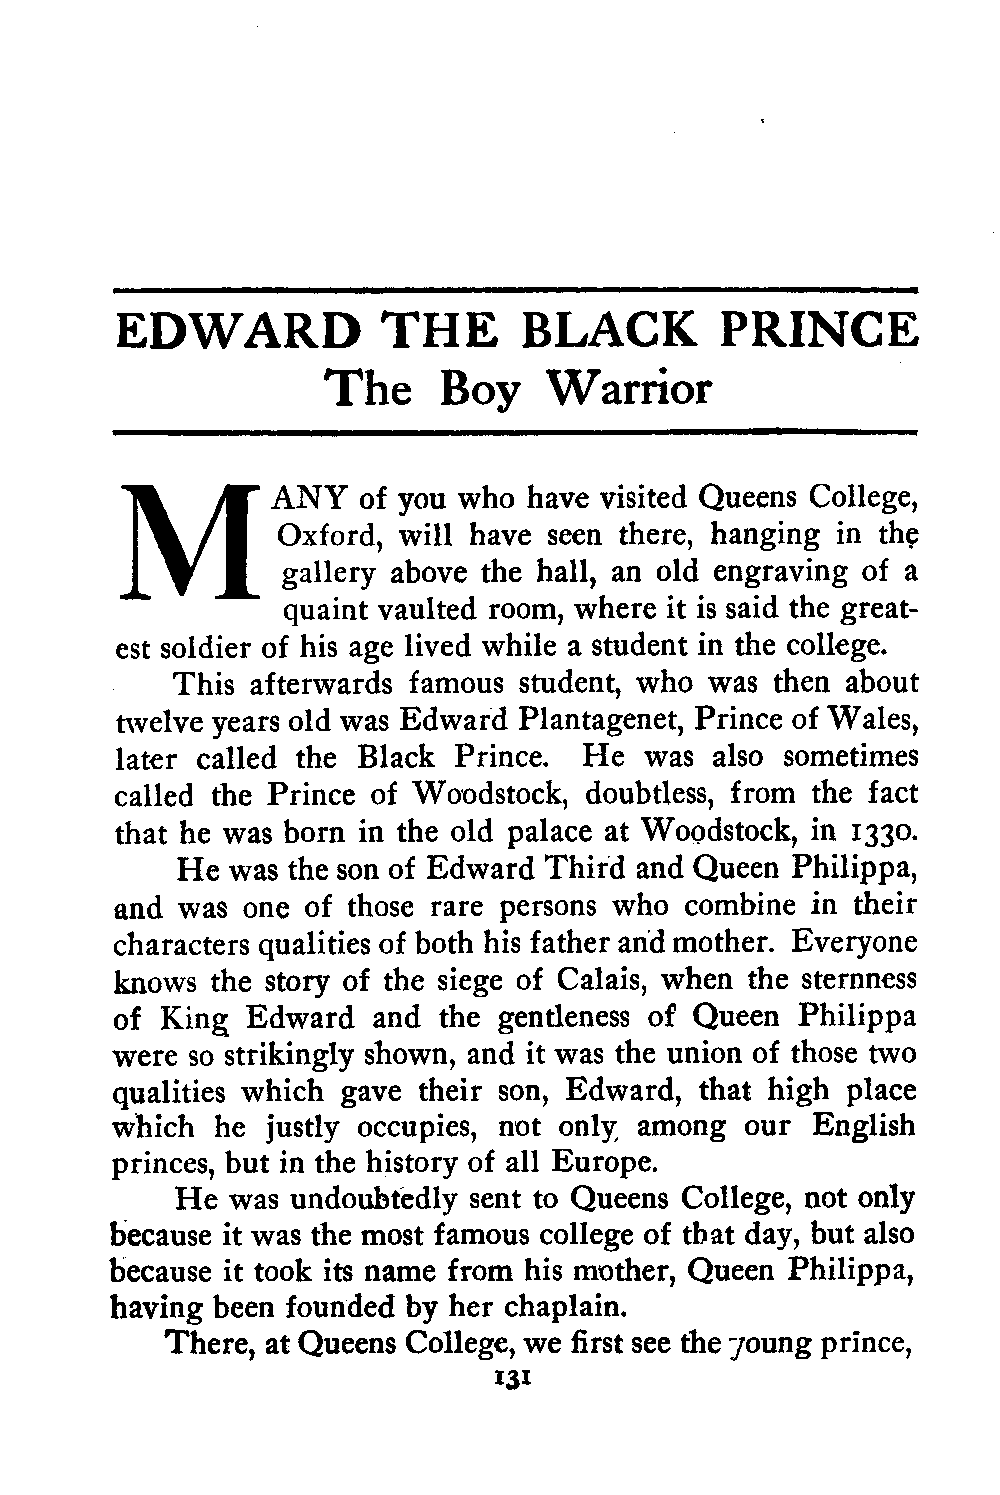 EDWARD THE BLACK PRINCE
The Boy Warrior
MANY of you who have visited Queens College,
Oxford, will have seen there, hanging in the
gallery above the hall, an old engraving of a
quaint vaulted room, where it is said the great-
est soldier of his age lived while a student in the college.
This afterwards famous student, who was then about
twelve years old was Edward Plantagenet, Prince of Wales,
later called the Black Prince. He was also sometimes
called the Prince of Woodstock, doubtless, from the fact
that he was born in the old palace at Woodstock, in 1330.
He was the son of Edward Third and Queen Philippa,
and was one of those rare persons who combine in their
characters qualities of both his father and mother. Everyone
knows the story of the siege of Calais, when the sternness
of King Edward and the gentleness of Queen Philippa
were so strikingly shown, and it was the union of those two
qualities which gave their son, Edward, that high place
which he justly occupies, not only among our English
princes, but in the history of all Europe.
He was undoubtedly sent to Queens College, not only
because it was the most famous college of that day, but also
because it took its name from his mother, Queen Philippa,
having been founded by her chaplain.
There, at Queens College, we first see the young prince,
131